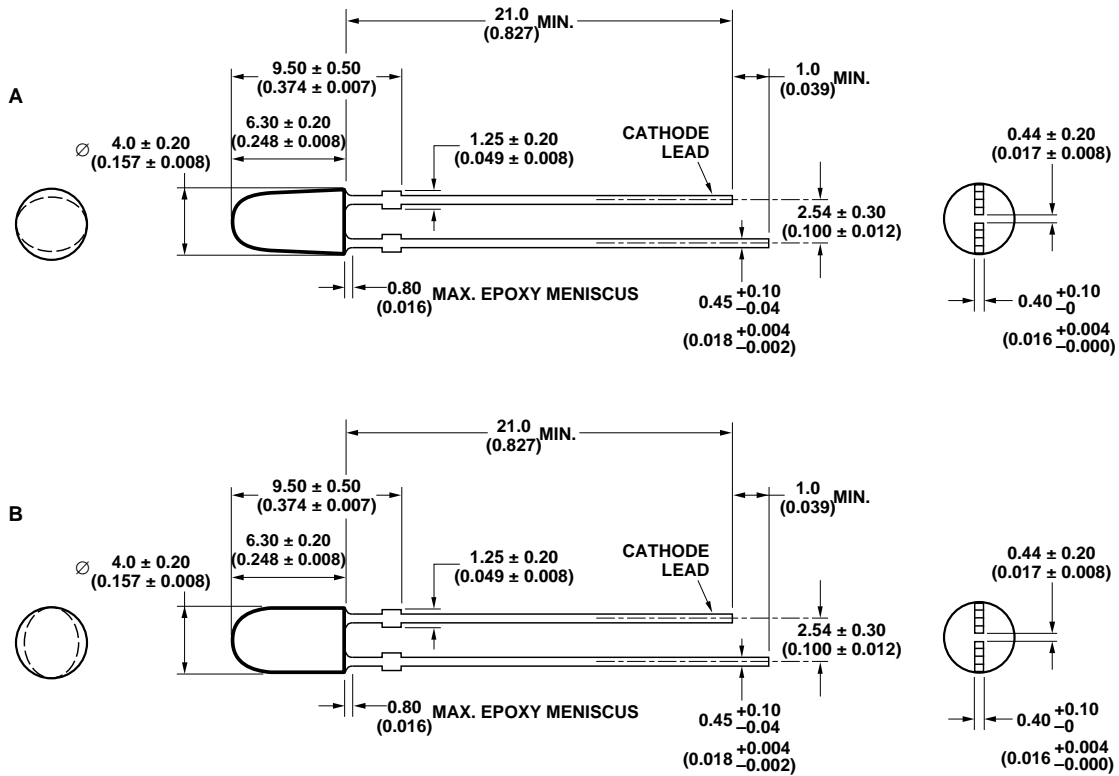 21.0
(0.827) MIN.
9.50 ± 0.50
(0.374 ± 0.007)
1.0
(0.039) MIN.
A
6.30 ± 0.20
(0.248 ± 0.008)
∅ 4.0 ± 0.20
(0.157 ± 0.008)
1.25 ± 0.20
(0.049 ± 0.008)
CATHODE
LEAD
0.44 ± 0.20
(0.017 ± 0.008)
2.54 ± 0.30
(0.100 ± 0.012)
0.80
(0.016)
MAX. EPOXY MENISCUS
0.45 +0.10
–0.04
(0.018 +0.004
–0.002)
0.40 +0.10
–0
(0.016 +0.004
–0.000)
21.0
(0.827) MIN.
9.50 ± 0.50
(0.374 ± 0.007)
1.0
(0.039) MIN.
B
6.30 ± 0.20
(0.248 ± 0.008)
∅ 4.0 ± 0.20
(0.157 ± 0.008)
1.25 ± 0.20
(0.049 ± 0.008)
CATHODE
LEAD
0.44 ± 0.20
(0.017 ± 0.008)
2.54 ± 0.30
(0.100 ± 0.012)
0.80
(0.016)
MAX. EPOXY MENISCUS
0.45 +0.10
–0.04
(0.018 +0.004
–0.002)
0.40 +0.10
–0
(0.016 +0.004
–0.000)